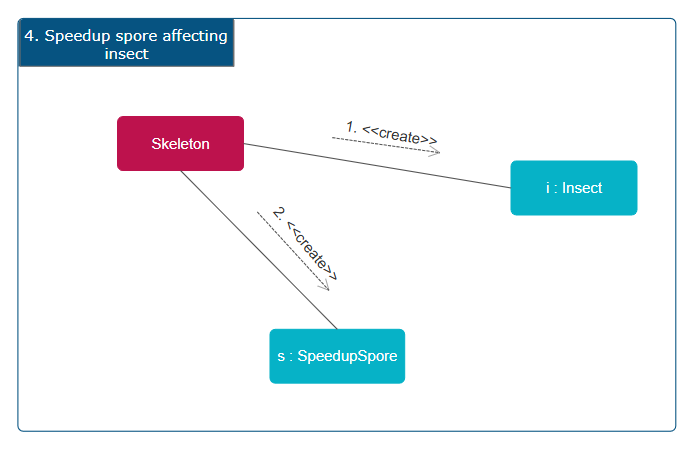 4. Speedup spore affecting
insect
Skeleton
1. <<create>>
i : Insect
2. <<create>>
s : SpeedupSpore